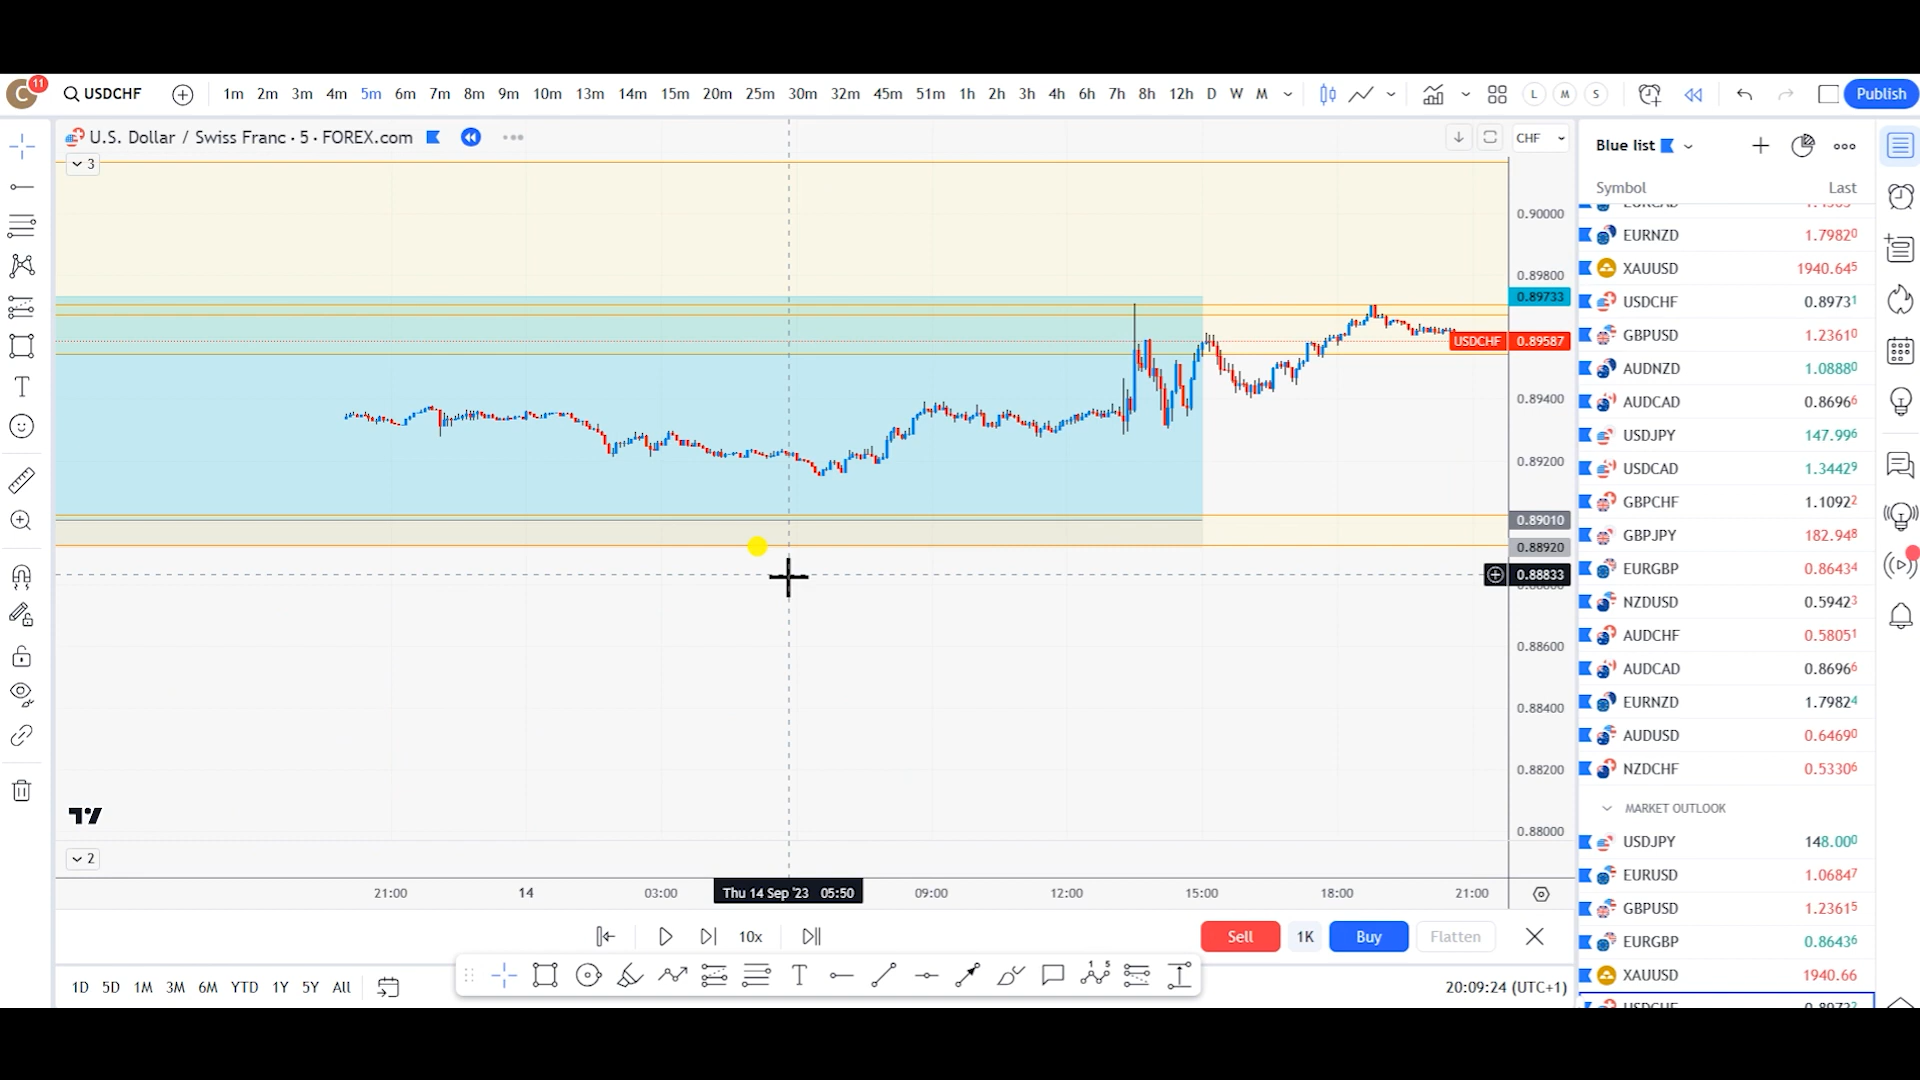 C 11 USDCHF 1m 2m 3m 4m 5m 6m 7m 8m 9m 10m 13m 14m 15m 20m 25m 30m 32m 45m 51m 1h 2h 3h 4h 6h 7h 8h 12h D W M L M S Publish
U.S. Dollar / Swiss Franc · 5 · FOREX.com
CHF
3
0.90000
0.89800
0.89733
USDCHF 0.89587
0.89400
0.89200
0.89010
0.88920
0.88833
0.88600
0.88400
0.88200
0.88000
2
21:00 14 03:00 Thu 14 Sep '23 05:50 09:00 12:00 15:00 18:00 21:00
10x Sell 1K Buy Flatten
T
1 5
1D 5D 1M 3M 6M YTD 1Y 5Y All
20:09:24 (UTC+1)
Blue list
Symbol Last
EURNZD 1.79820
XAUUSD 1940.645
USDCHF 0.89731
GBPUSD 1.23610
AUDNZD 1.08880
AUDCAD 0.86966
USDJPY 147.996
USDCAD 1.34429
GBPCHF 1.10922
GBPJPY 182.948
EURGBP 0.86434
NZDUSD 0.59423
AUDCHF 0.58051
AUDCAD 0.86966
EURNZD 1.79824
AUDUSD 0.64690
NZDCHF 0.53306
MARKET OUTLOOK
USDJPY 148.000
EURUSD 1.06847
GBPUSD 1.23615
EURGBP 0.86436
XAUUSD 1940.66